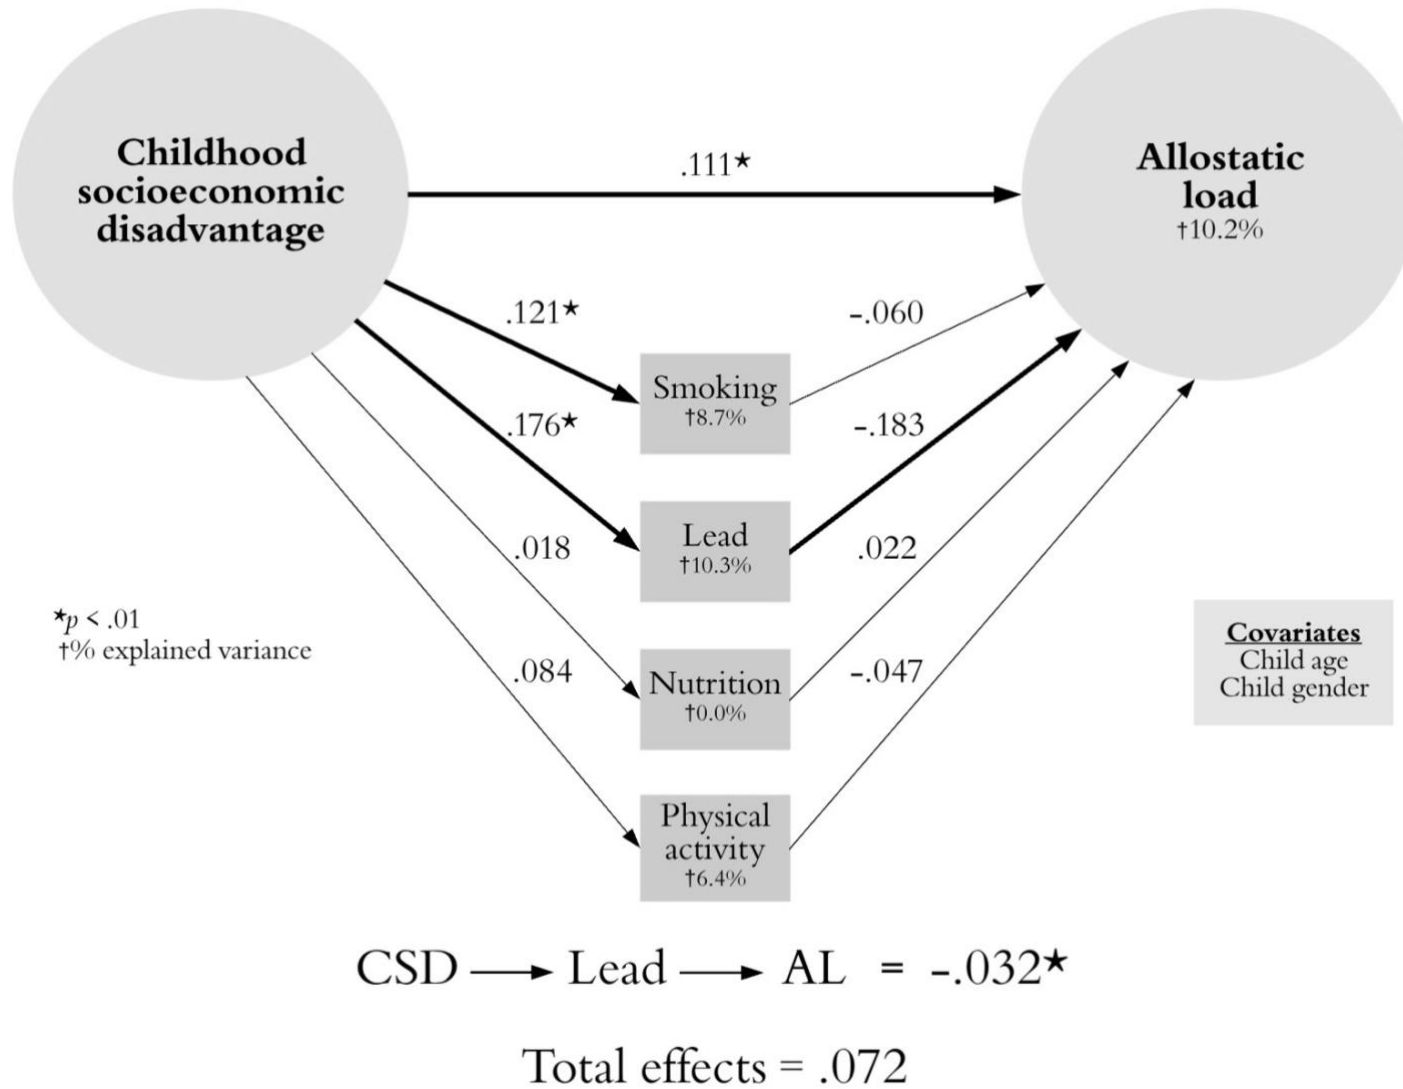 Childhood
socioeconomic
disadvantage
.111★
Allostatic
load
†10.2%
.121★
-.060
Smoking
†8.7%
.176★
-.183
Lead
†10.3%
.018
.022
Nutrition
†0.0%
.084
-.047
Physical
activity
†6.4%
★p < .01
†% explained variance
Covariates
Child age
Child gender
CSD → Lead → AL = -.032★
Total effects = .072